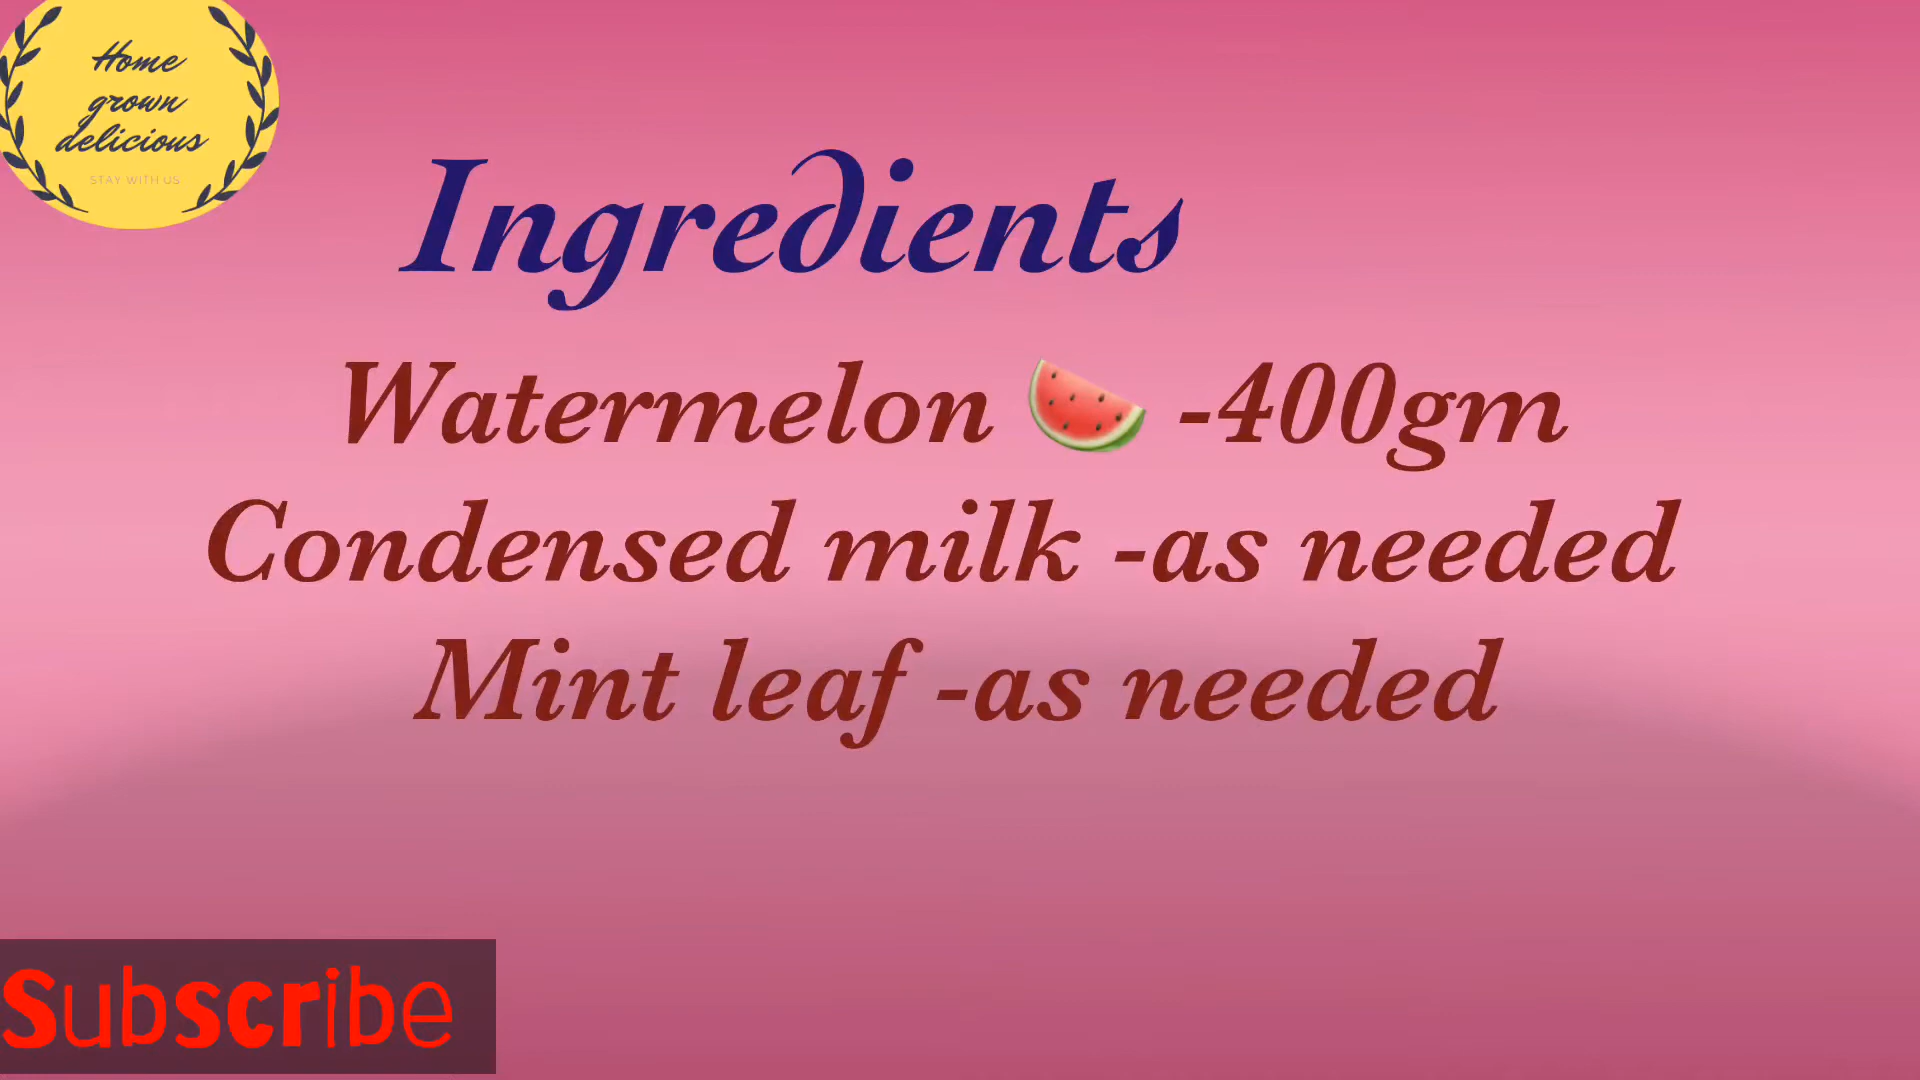 Home
grown
delicious
STAY WITH US
Ingredients
Watermelon 🍉 -400gm
Condensed milk -as needed
Mint leaf -as needed
Subscribe